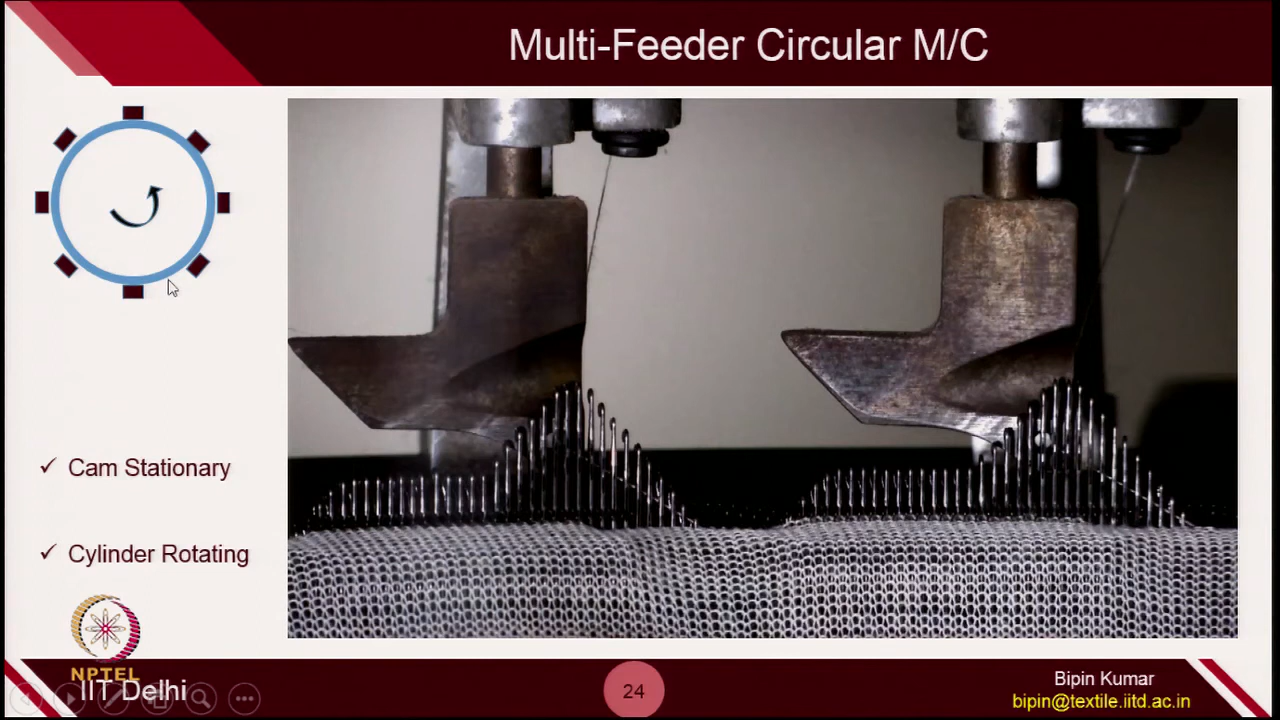 Multi-Feeder Circular M/C
✓ Cam Stationary
✓ Cylinder Rotating
NPTEL
IIT Delhi
24
Bipin Kumar
bipin@textile.iitd.ac.in